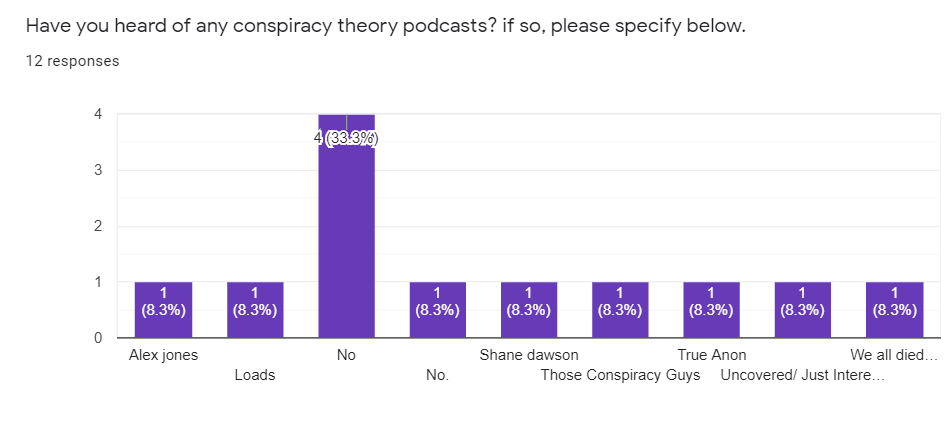 Have you heard of any conspiracy theory podcasts? if so, please specify below.
12 responses
4
4 (33.3%)
3
2
1
1 1 1 1 1 1 1 1
(8.3%) (8.3%) (8.3%) (8.3%) (8.3%) (8.3%) (8.3%) (8.3%)
0
Alex jones No Shane dawson True Anon We all died…
Loads No. Those Conspiracy Guys Uncovered/ Just Intere…